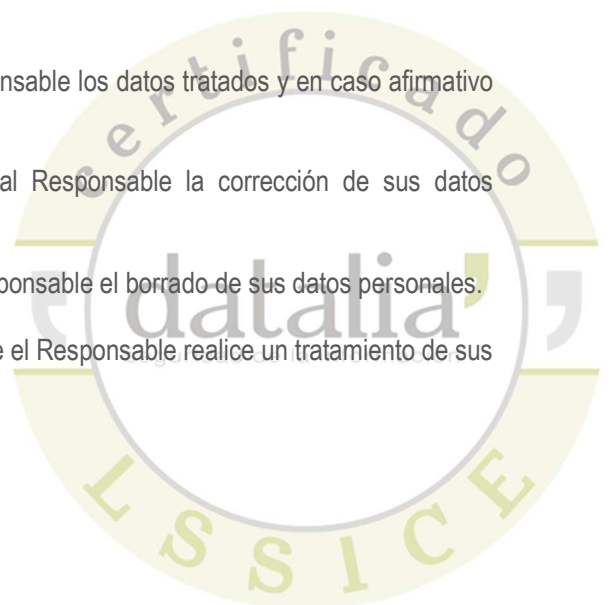 certificado
nsable los datos tratados y en caso afirmativo
al Responsable la corrección de sus datos
ponsable el borrado de sus datos personales.
datalia
e el Responsable realice un tratamiento de sus
LSSICE